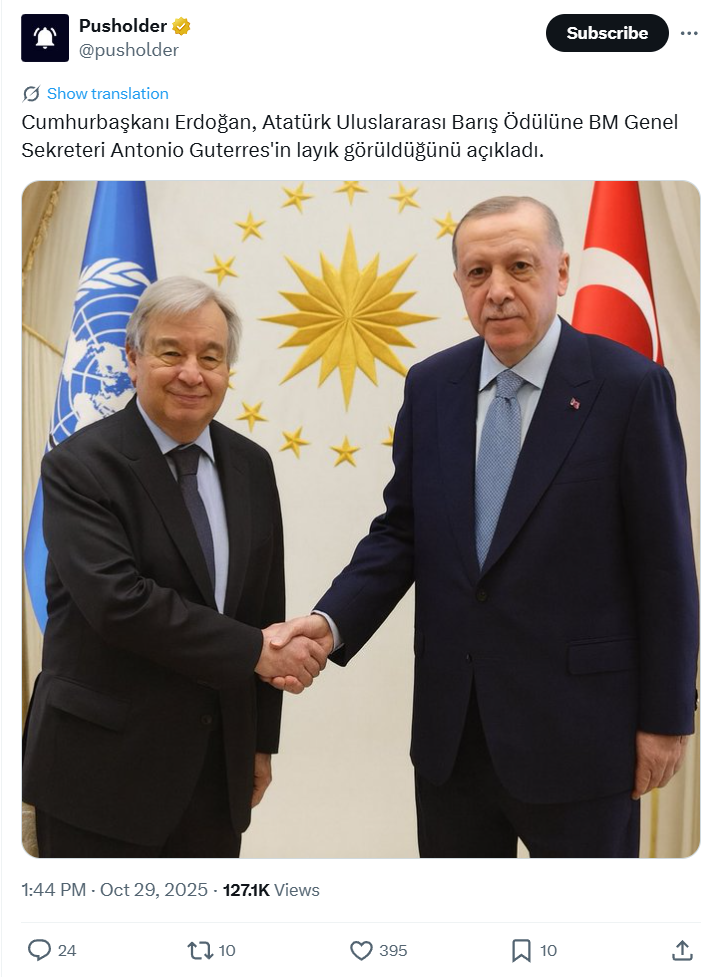 Pusholder
@pusholder
Subscribe
Show translation
Cumhurbaşkanı Erdoğan, Atatürk Uluslararası Barış Ödülüne BM Genel
Sekreteri Antonio Guterres'in layık görüldüğünü açıkladı.
1:44 PM · Oct 29, 2025 · 127.1K Views
24
10
395
10